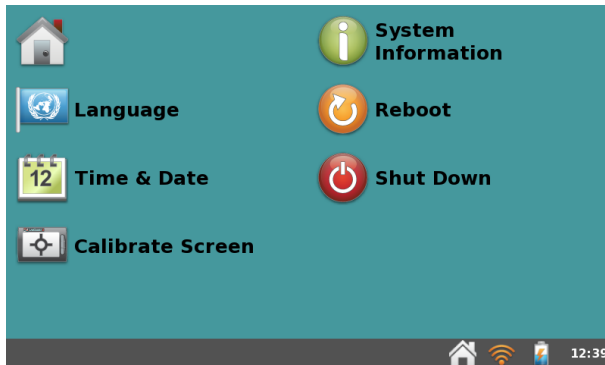 System
Information
Language
Reboot
12
Time & Date
Shut Down
Calibrate Screen
12:39